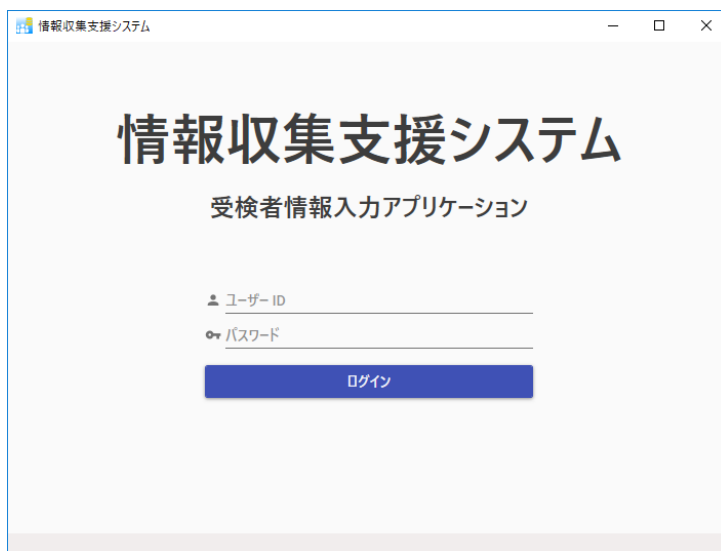 情報収集支援システム
情報収集支援システム
受検者情報入力アプリケーション
ユーザー ID
パスワード
ログイン